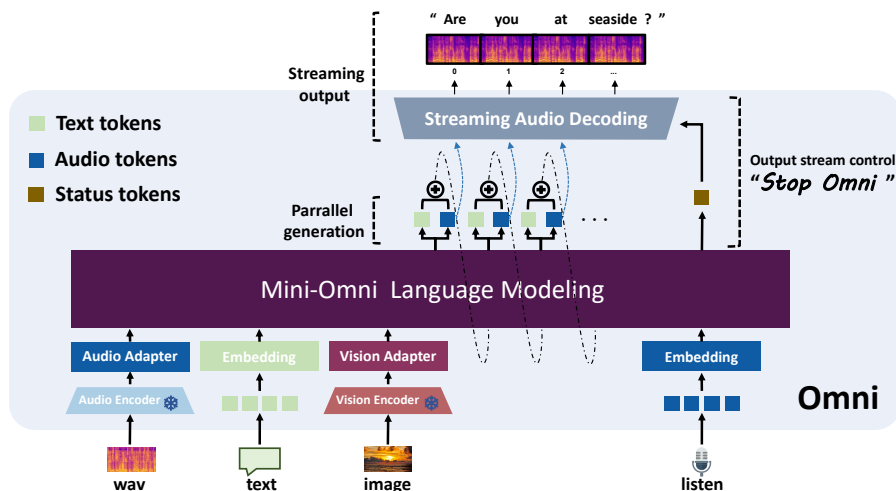 “ Are you at seaside ? ”
0 1 2 ...
Streaming
output
Streaming Audio Decoding
Text tokens
Audio tokens
Status tokens
Output stream control
“Stop Omni ”
Parrallel
generation
. . .
Mini-Omni Language Modeling
Audio Adapter
Embedding
Vision Adapter
Embedding
Audio Encoder
Vision Encoder
Omni
wav
text
image
listen